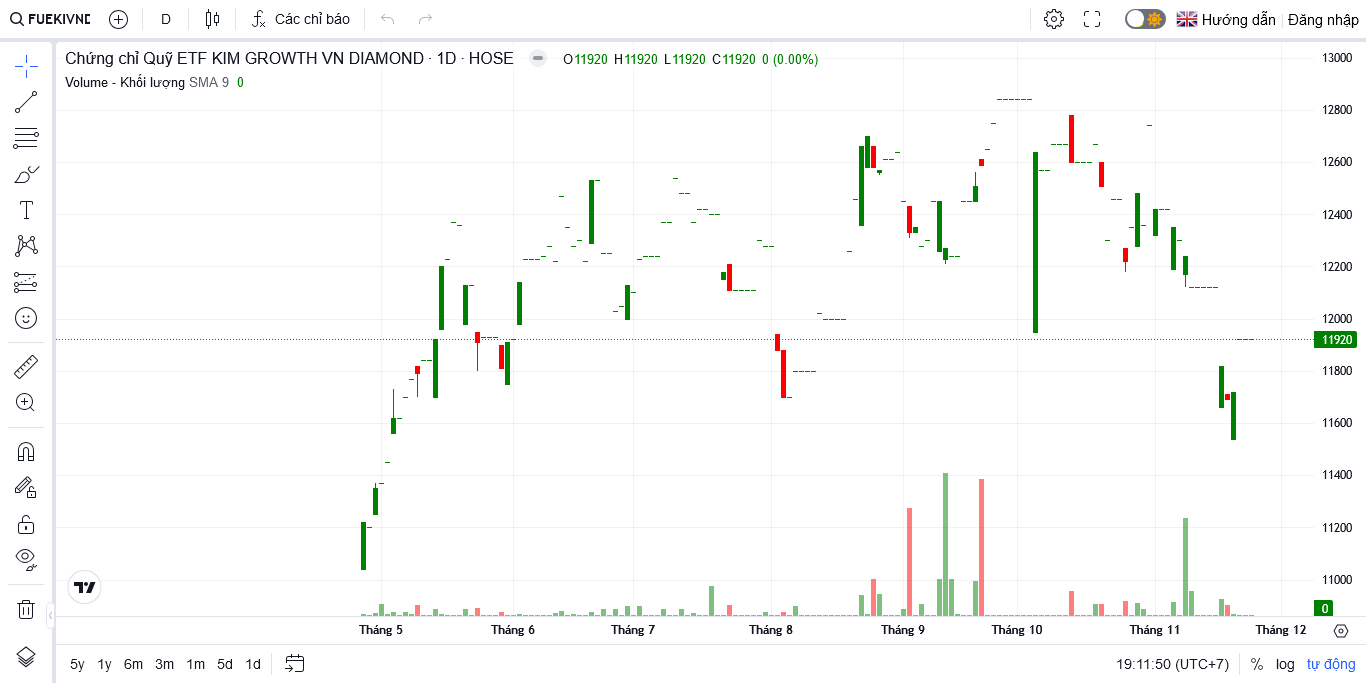 FUEKIVND D Các chỉ báo Hướng dẫn Đăng nhập
Chứng chỉ Quỹ ETF KIM GROWTH VN DIAMOND · 1D · HOSE O11920 H11920 L11920 C11920 0 (0.00%)
Volume - Khối lượng SMA 9 0
13000
12800
12600
12400
12200
12000
11920
11800
11600
11400
11200
11000
0
Tháng 5 Tháng 6 Tháng 7 Tháng 8 Tháng 9 Tháng 10 Tháng 11 Tháng 12
5y 1y 6m 3m 1m 5d 1d 19:11:50 (UTC+7) % log tự động